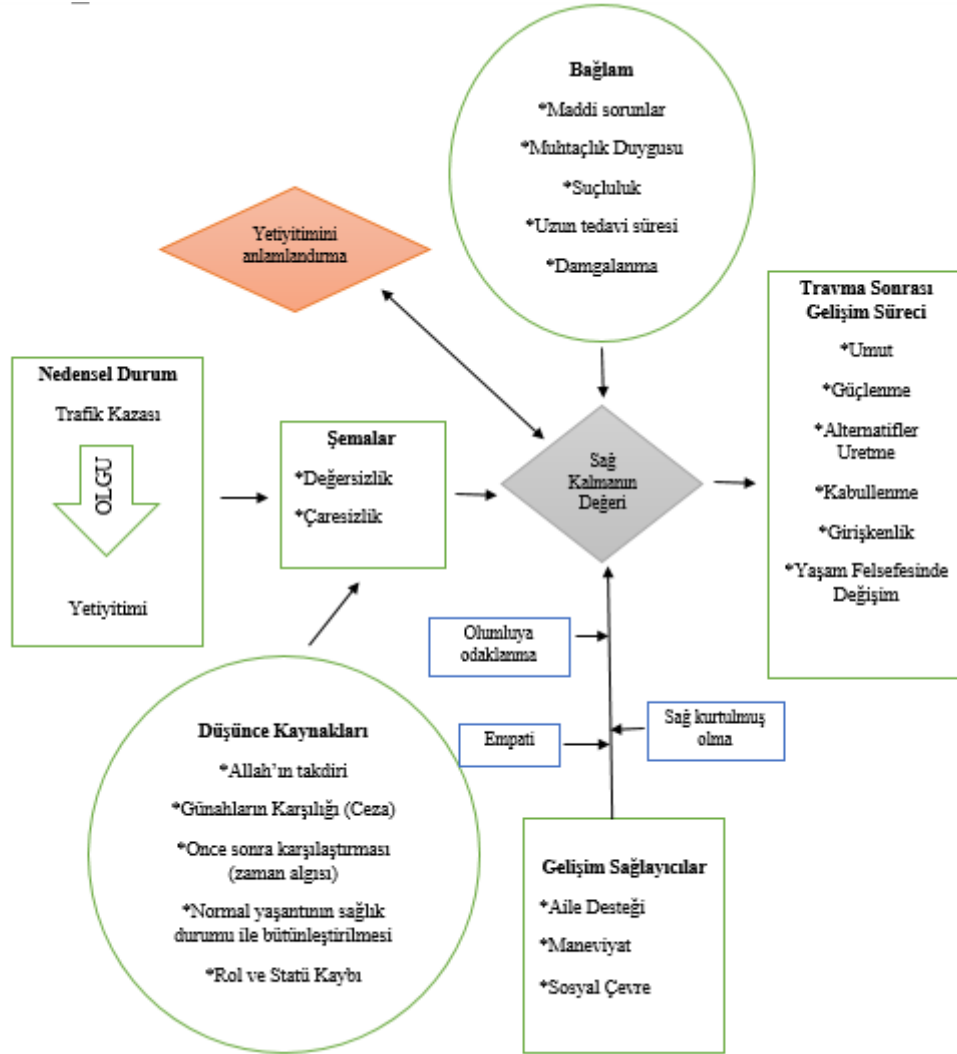 Bağlam
*Maddi sorunlar
*Muhtaçlık Duygusu
*Suçluluk
*Uzun tedavi süresi
*Damgalanma
Yetiyitimini
anlamlandırma
Nedensel Durum
Trafik Kazası
OLGU
Yetiyitimi
Şemalar
*Değersizlik
*Çaresizlik
Sağ
Kalmanın
Değeri
Travma Sonrası
Gelişim Süreci
*Umut
*Güçlenme
*Alternatifler
Uretme
*Kabullenme
*Girişkenlik
*Yaşam Felsefesinde
Değişim
Olumluya
odaklanma
Empati
Sağ kurtulmuş
olma
Düşünce Kaynakları
*Allah’ın takdiri
*Günahların Karşılığı (Ceza)
*Once sonra karşılaştırması
(zaman algısı)
*Normal yaşantının sağlık
durumu ile bütünleştirilmesi
*Rol ve Statü Kaybı
Gelişim Sağlayıcılar
*Aile Desteği
*Maneviyat
*Sosyal Çevre